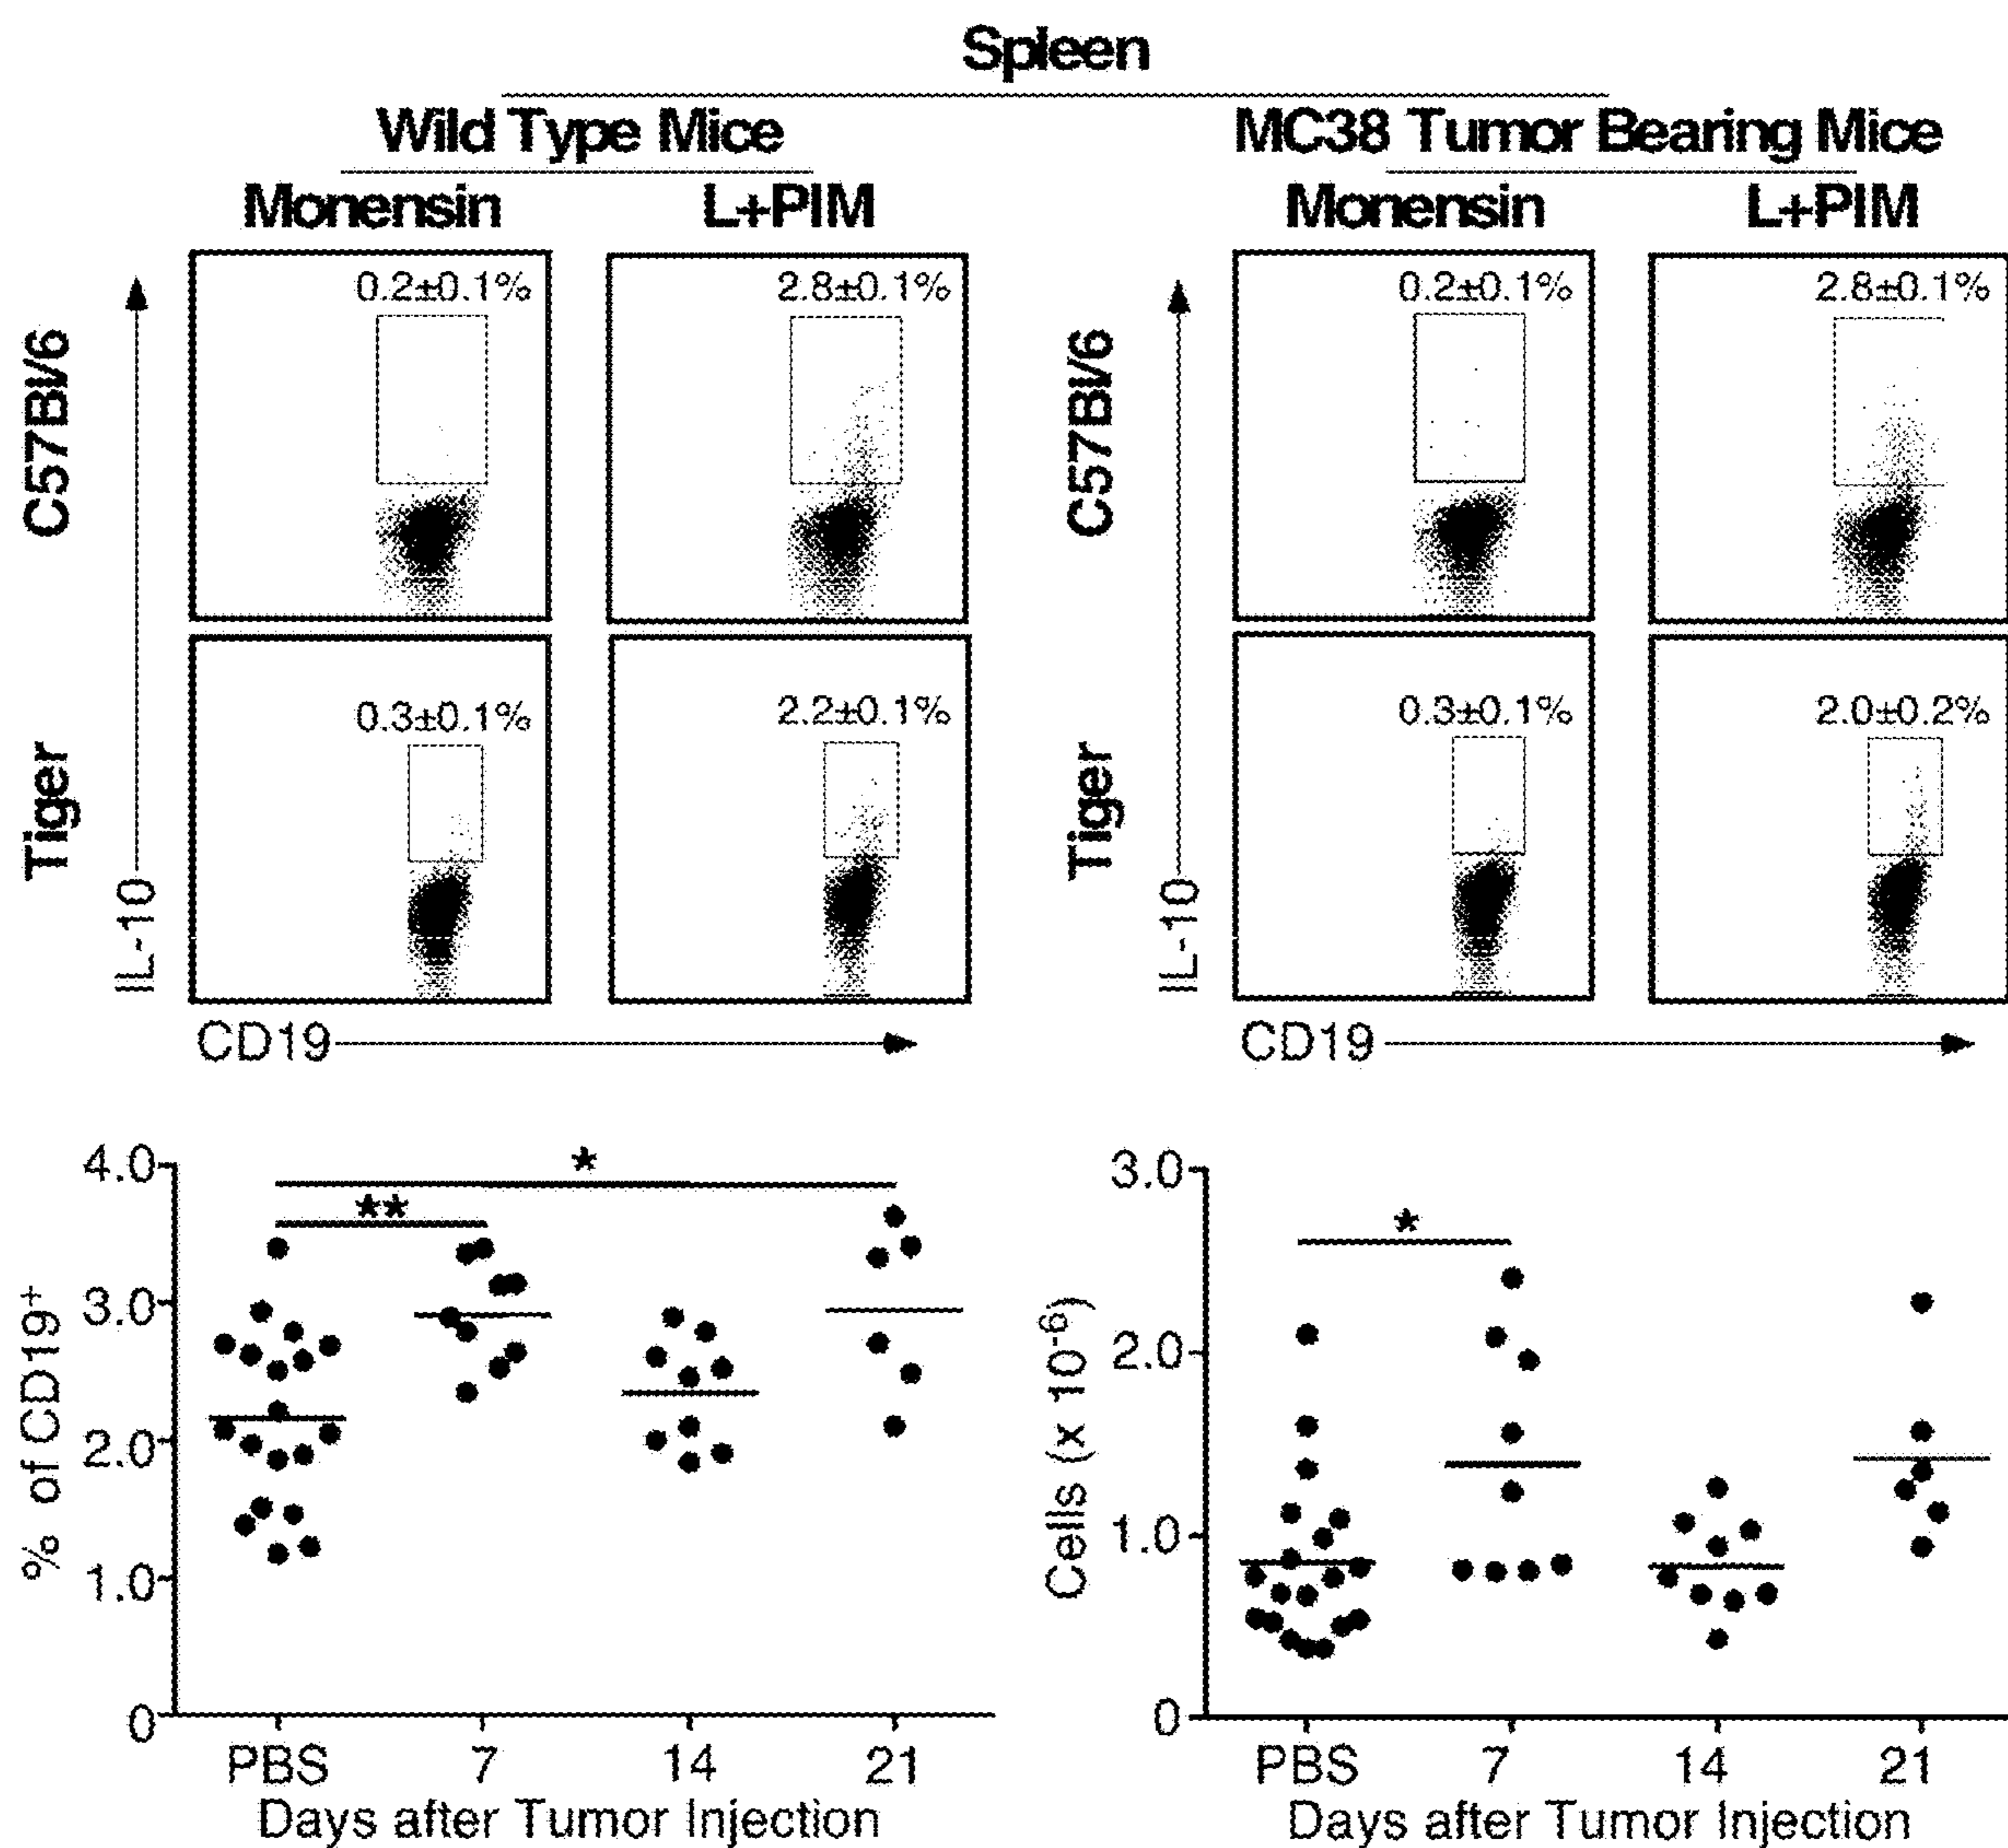 Spleen
Wild Type Mice
MC38 Tumor Bearing Mice
Monensin
L+PIM
Monensin
L+PIM
C57Bl/6
0.2±0.1%
2.8±0.1%
C57Bl/6
0.2±0.1%
2.8±0.1%
Tiger
0.3±0.1%
2.2±0.1%
Tiger
0.3±0.1%
2.0±0.2%
IL-10
IL-10
CD19
CD19
% of CD19⁺
4.0
3.0
2.0
1.0
0
*
**
PBS
7
14
21
Days after Tumor Injection
Cells (x 10⁻⁶)
3.0
2.0
1.0
0
*
PBS
7
14
21
Days after Tumor Injection